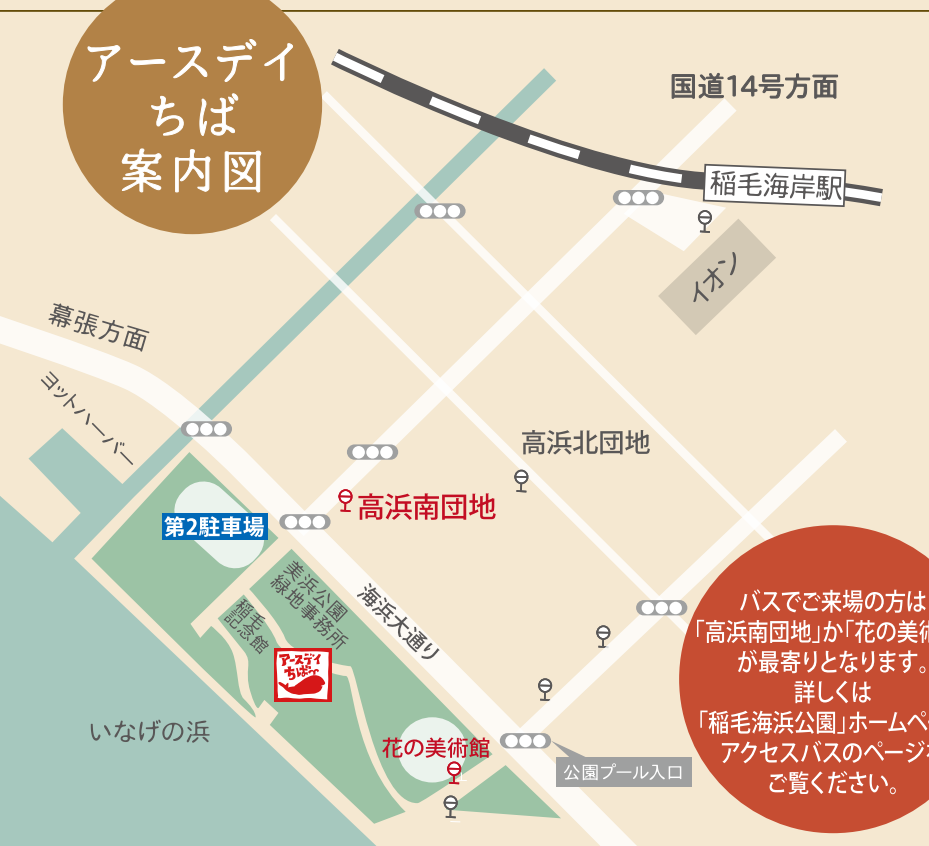 アースデイ
ちば
案内図
国道14号方面
稲毛海岸駅
イオン
幕張方面
ヨットハーバー
高浜北団地
高浜南団地
第2駐車場
美浜公園
緑地事務所
海浜大通り
稲毛
記念館
アースデイ
ちば
いなげの浜
花の美術館
公園プール入口
バスでご来場の方は
「高浜南団地」か「花の美術
が最寄りとなります。
詳しくは
「稲毛海浜公園」ホームペ
アクセスバスのページ
ご覧ください。